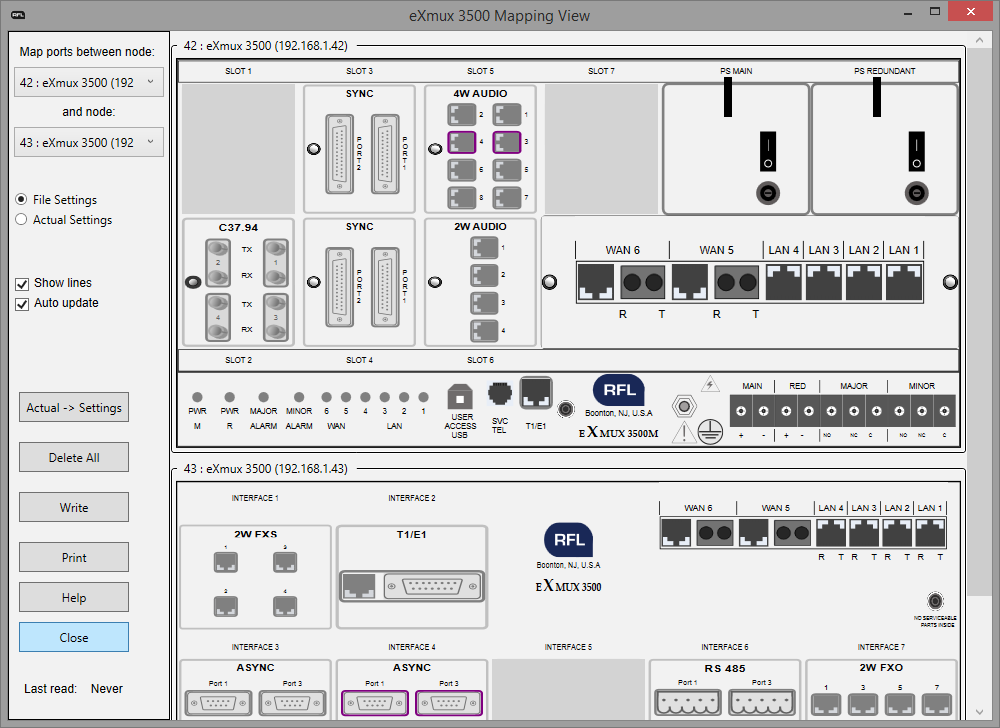 RFL
eXmux 3500 Mapping View
Map ports between node:
42 : eXmux 3500 (192
and node:
43 : eXmux 3500 (192
File Settings
Actual Settings
Show lines
Auto update
Actual -> Settings
Delete All
Write
Print
Help
Close
Last read: Never
42 : eXmux 3500 (192.168.1.42)
SLOT 1 SLOT 3 SLOT 5 SLOT 7 PS MAIN PS REDUNDANT
SYNC
PORT 2 PORT 1
4W AUDIO
2 1
4 3
6 5
8 7
C37.94
2 TX 1
RX
4 TX 3
RX
SYNC
PORT 2 PORT 1
2W AUDIO
1
2
3
4
WAN 6 WAN 5 LAN 4 LAN 3 LAN 2 LAN 1
R T R T
SLOT 2 SLOT 4 SLOT 6
PWR PWR MAJOR MINOR 6 5 4 3 2 1
M R ALARM ALARM WAN LAN
USER
ACCESS
USB
SVC
TEL
T1/E1
RFL
Boonton, NJ, U.S.A
eXMUX 3500M
MAIN RED MAJOR MINOR
+ - + - NO NC C NO NC C
43 : eXmux 3500 (192.168.1.43)
INTERFACE 1 INTERFACE 2
2W FXS
1 3
2 4
T1/E1
RFL
Boonton, NJ, U.S.A
eXMUX 3500
WAN 6 WAN 5 LAN 4 LAN 3 LAN 2 LAN 1
R T R T R T R T
NO SERVICEABLE
PARTS INSIDE
INTERFACE 3 INTERFACE 4 INTERFACE 5 INTERFACE 6 INTERFACE 7
ASYNC
Port 1 Port 3
ASYNC
Port 1 Port 3
RS 485
Port 1 Port 3
2W FXO
1 3 5 7